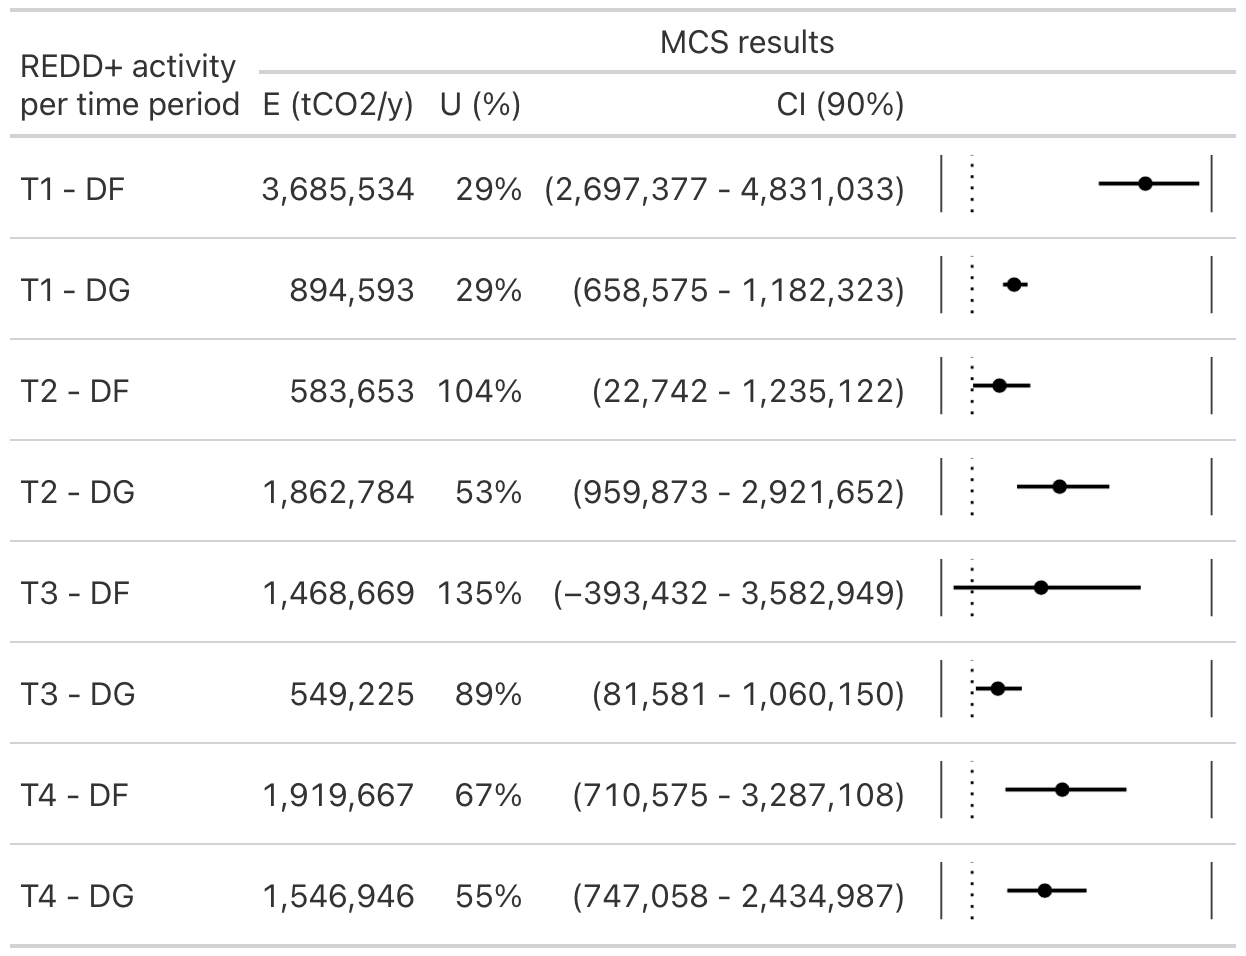 MCS results
REDD+ activity
per time period E (tCO2/y) U (%) CI (90%)
T1 - DF 3,685,534 29% (2,697,377 - 4,831,033)
T1 - DG 894,593 29% (658,575 - 1,182,323)
T2 - DF 583,653 104% (22,742 - 1,235,122)
T2 - DG 1,862,784 53% (959,873 - 2,921,652)
T3 - DF 1,468,669 135% (−393,432 - 3,582,949)
T3 - DG 549,225 89% (81,581 - 1,060,150)
T4 - DF 1,919,667 67% (710,575 - 3,287,108)
T4 - DG 1,546,946 55% (747,058 - 2,434,987)